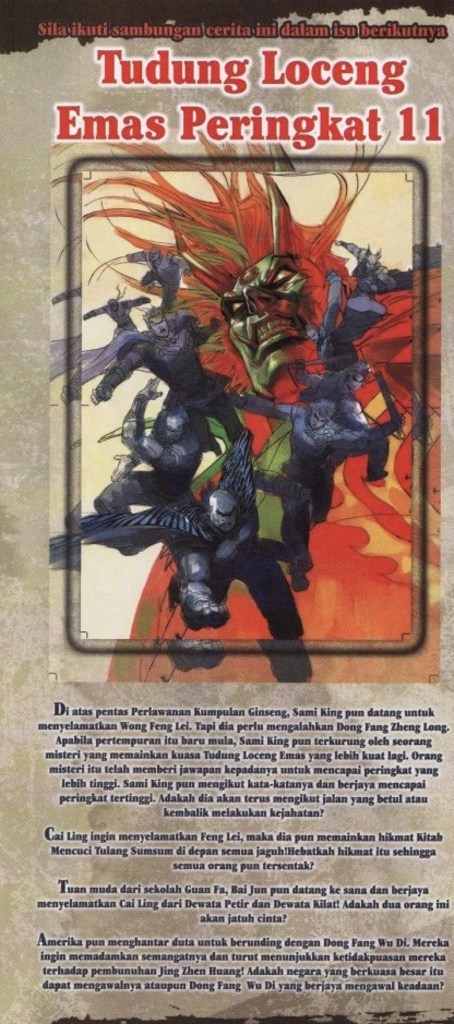 Sila ikuti sambungan cerita ini dalam isu berikutnya
Tudung Loceng
Emas Peringkat 11
Di atas pentas Perlawanan Kumpulan Ginseng, Sami King pun datang untuk
menyelamatkan Wong Feng Lei. Tapi dia perlu mengalahkan Dong Fang Zheng Long.
Apabila pertempuran itu baru mula, Sami King pun terkurung oleh seorang
misteri yang memainkan kuasa Tudung Loceng Emas yang lebih kuat lagi. Orang
misteri itu telah memberi jawapan kepadanya untuk mencapai peringkat yang
lebih tinggi. Sami King pun mengikut kata-katanya dan berjaya mencapai
peringkat tertinggi. Adakah dia akan terus mengikut jalan yang betul atau
kembalik melakukan kejahatan?
Cai Ling ingin menyelamatkan Feng Lei, maka dia pun memainkan hikmat Kitab
Mencuci Tulang Sumsum di depan semua jaguh!Hebatkah hikmat itu sehingga
semua orang pun tersentak?
Tuan muda dari sekolah Guan Fa, Bai Jun pun datang ke sana dan berjaya
menyelamatkan Cai Ling dari Dewata Petir dan Dewata Kilat! Adakah dua orang ini
akan jatuh cinta?
Amerika pun menghantar duta untuk berunding dengan Dong Fang Wu Di. Mereka
ingin memadamkan semangatnya dan turut menunjukkan ketidakpuasan mereka
terhadap pembunuhan Jing Zhen Huang! Adakah negara yang berkuasa besar itu
dapat mengawalnya ataupun Dong Fang Wu Di yang berjaya mengawal keadaan?